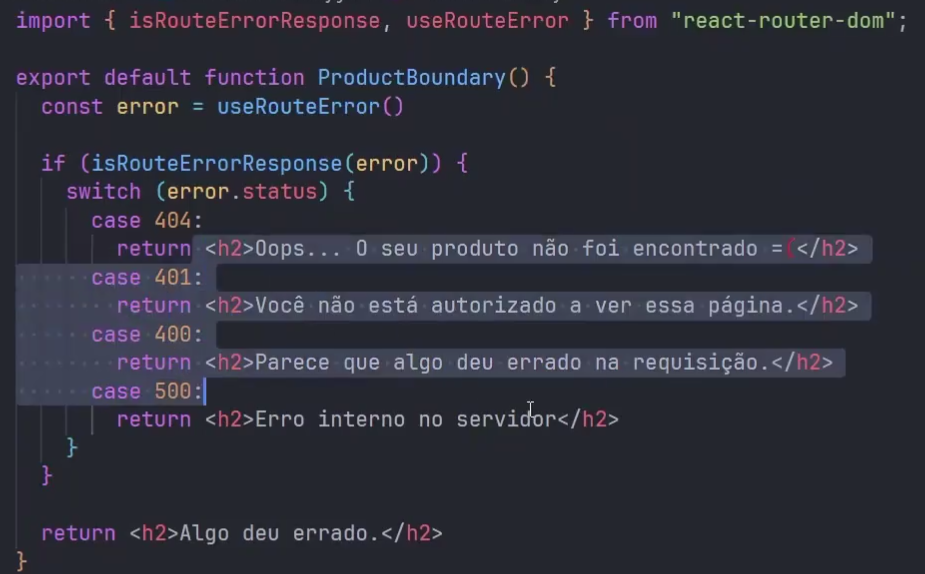 import { isRouteErrorResponse, useRouteError } from "react-router-dom";
export default function ProductBoundary() {
const error = useRouteError()
if (isRouteErrorResponse(error)) {
switch (error.status) {
case 404:
return <h2>Oops... O seu produto não foi encontrado =(</h2>
case 401:
return <h2>Você não está autorizado a ver essa página.</h2>
case 400:
return <h2>Parece que algo deu errado na requisição.</h2>
case 500:
return <h2>Erro interno no servidor</h2>
}
}
return <h2>Algo deu errado.</h2>
}